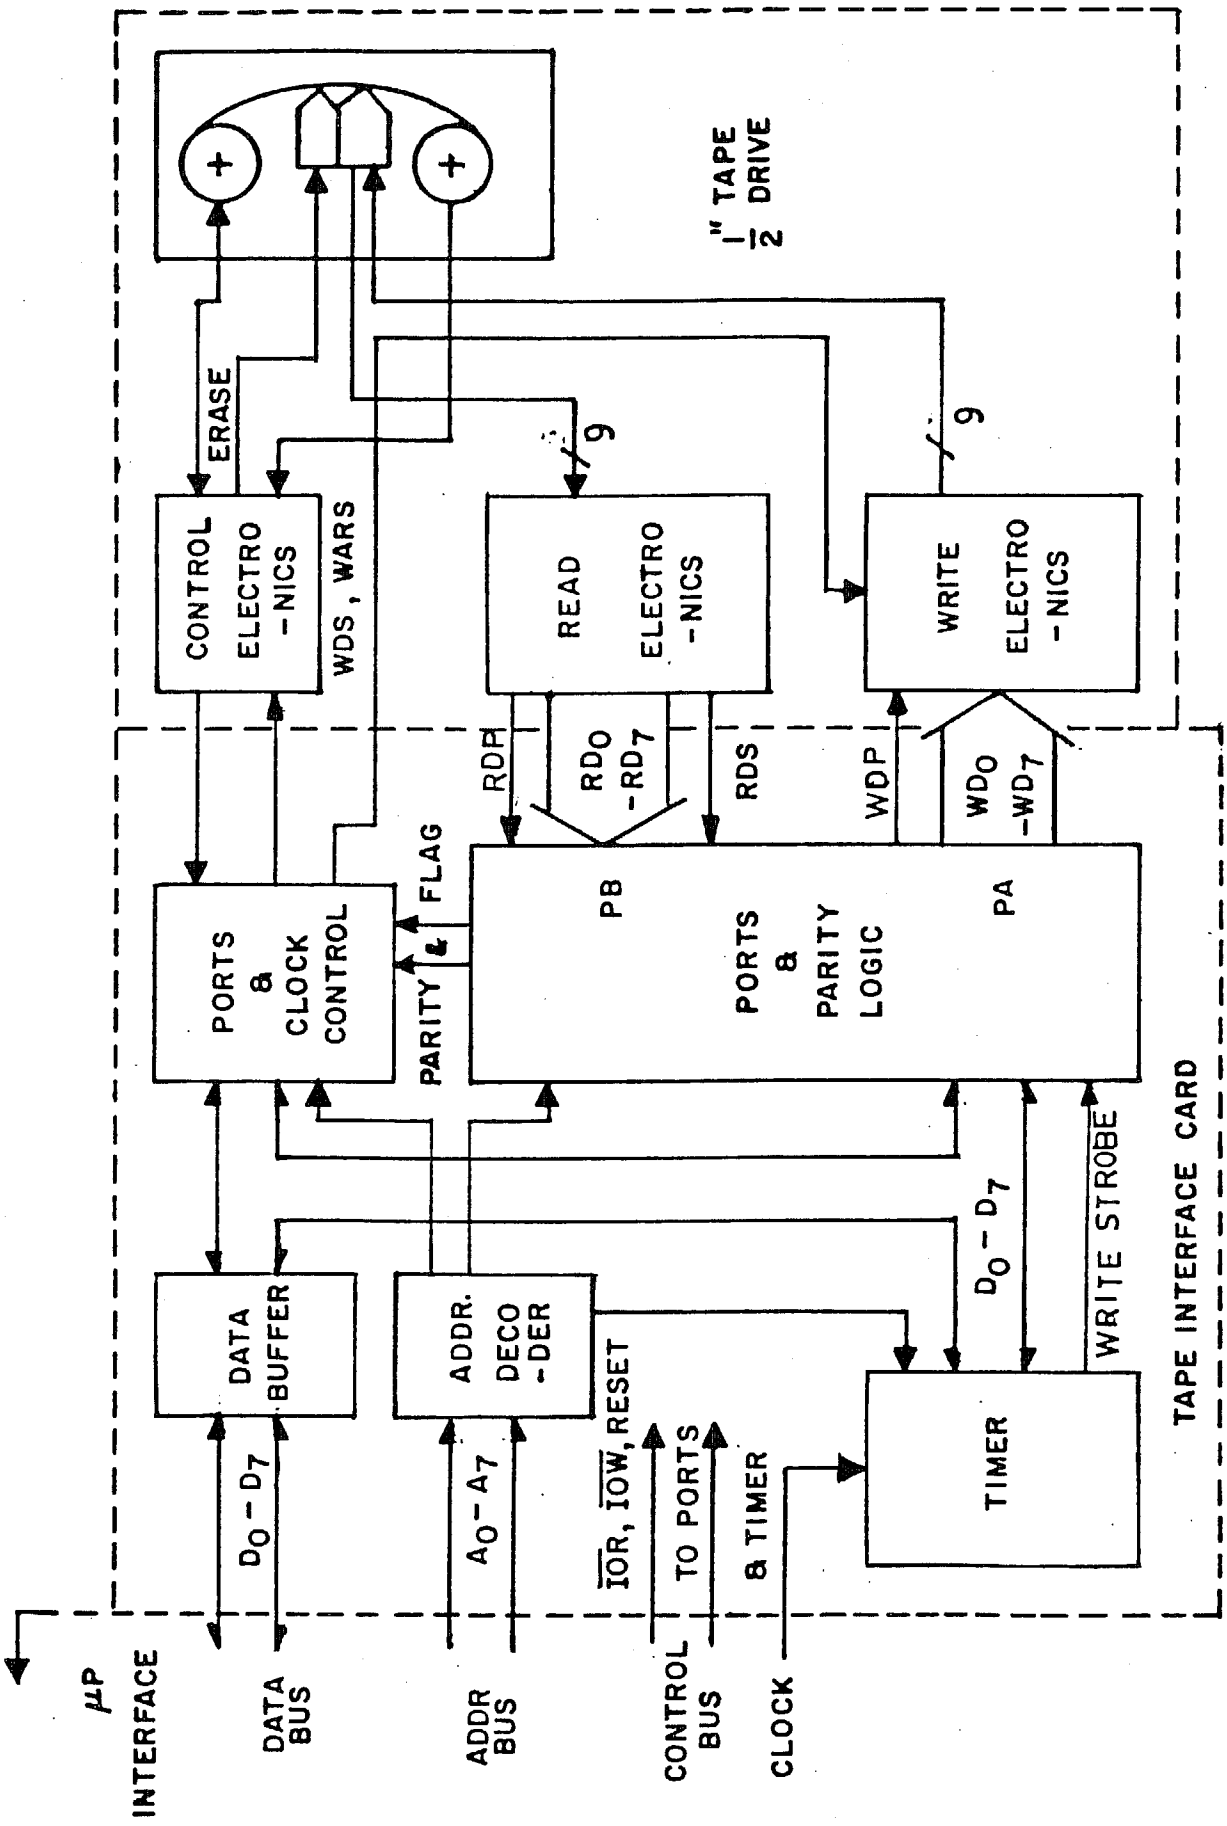 µP
INTERFACE
DATA
BUS
ADDR
BUS
CONTROL
BUS
CLOCK
D0 – D7
A0 – A7
IOR, IOW, RESET
TO PORTS
& TIMER
DATA
BUFFER
ADDR.
DECO
-DER
TIMER
D0 – D7
WRITE STROBE
TAPE INTERFACE CARD
PORTS
&
CLOCK
CONTROL
PARITY & FLAG
PB
PORTS
&
PARITY
LOGIC
PA
RDP
RD0
-RD7
RDS
WDP
WD0
-WD7
CONTROL
ELECTRO
-NICS
WDS, WARS
READ
ELECTRO
-NICS
WRITE
ELECTRO
-NICS
ERASE
9
9
1/2" TAPE
DRIVE